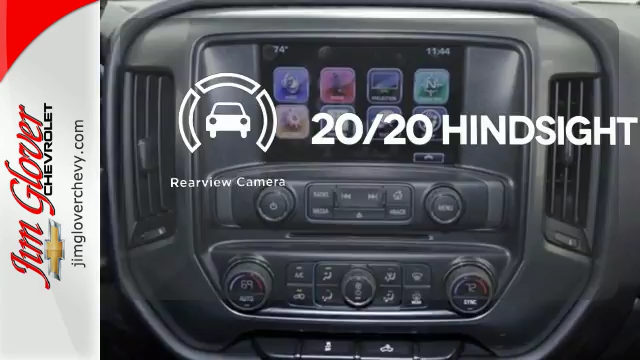 Jim Glover
CHEVROLET
jimgloverchevy.com
74°
11:44
20/20 HINDSIGHT
Rearview Camera
RADIO
MEDIA
BACK
MENU
69
AUTO
A/C
72
SYNC